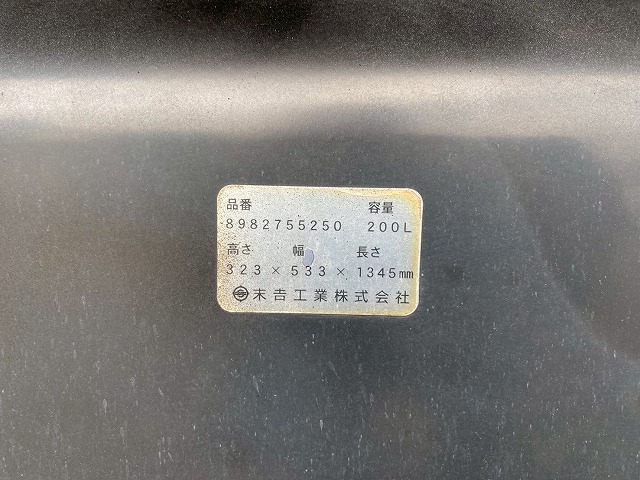 品番 容量
8982755250 200L
高さ 幅 長さ
323 × 533 × 1345mm
末吉工業株式会社